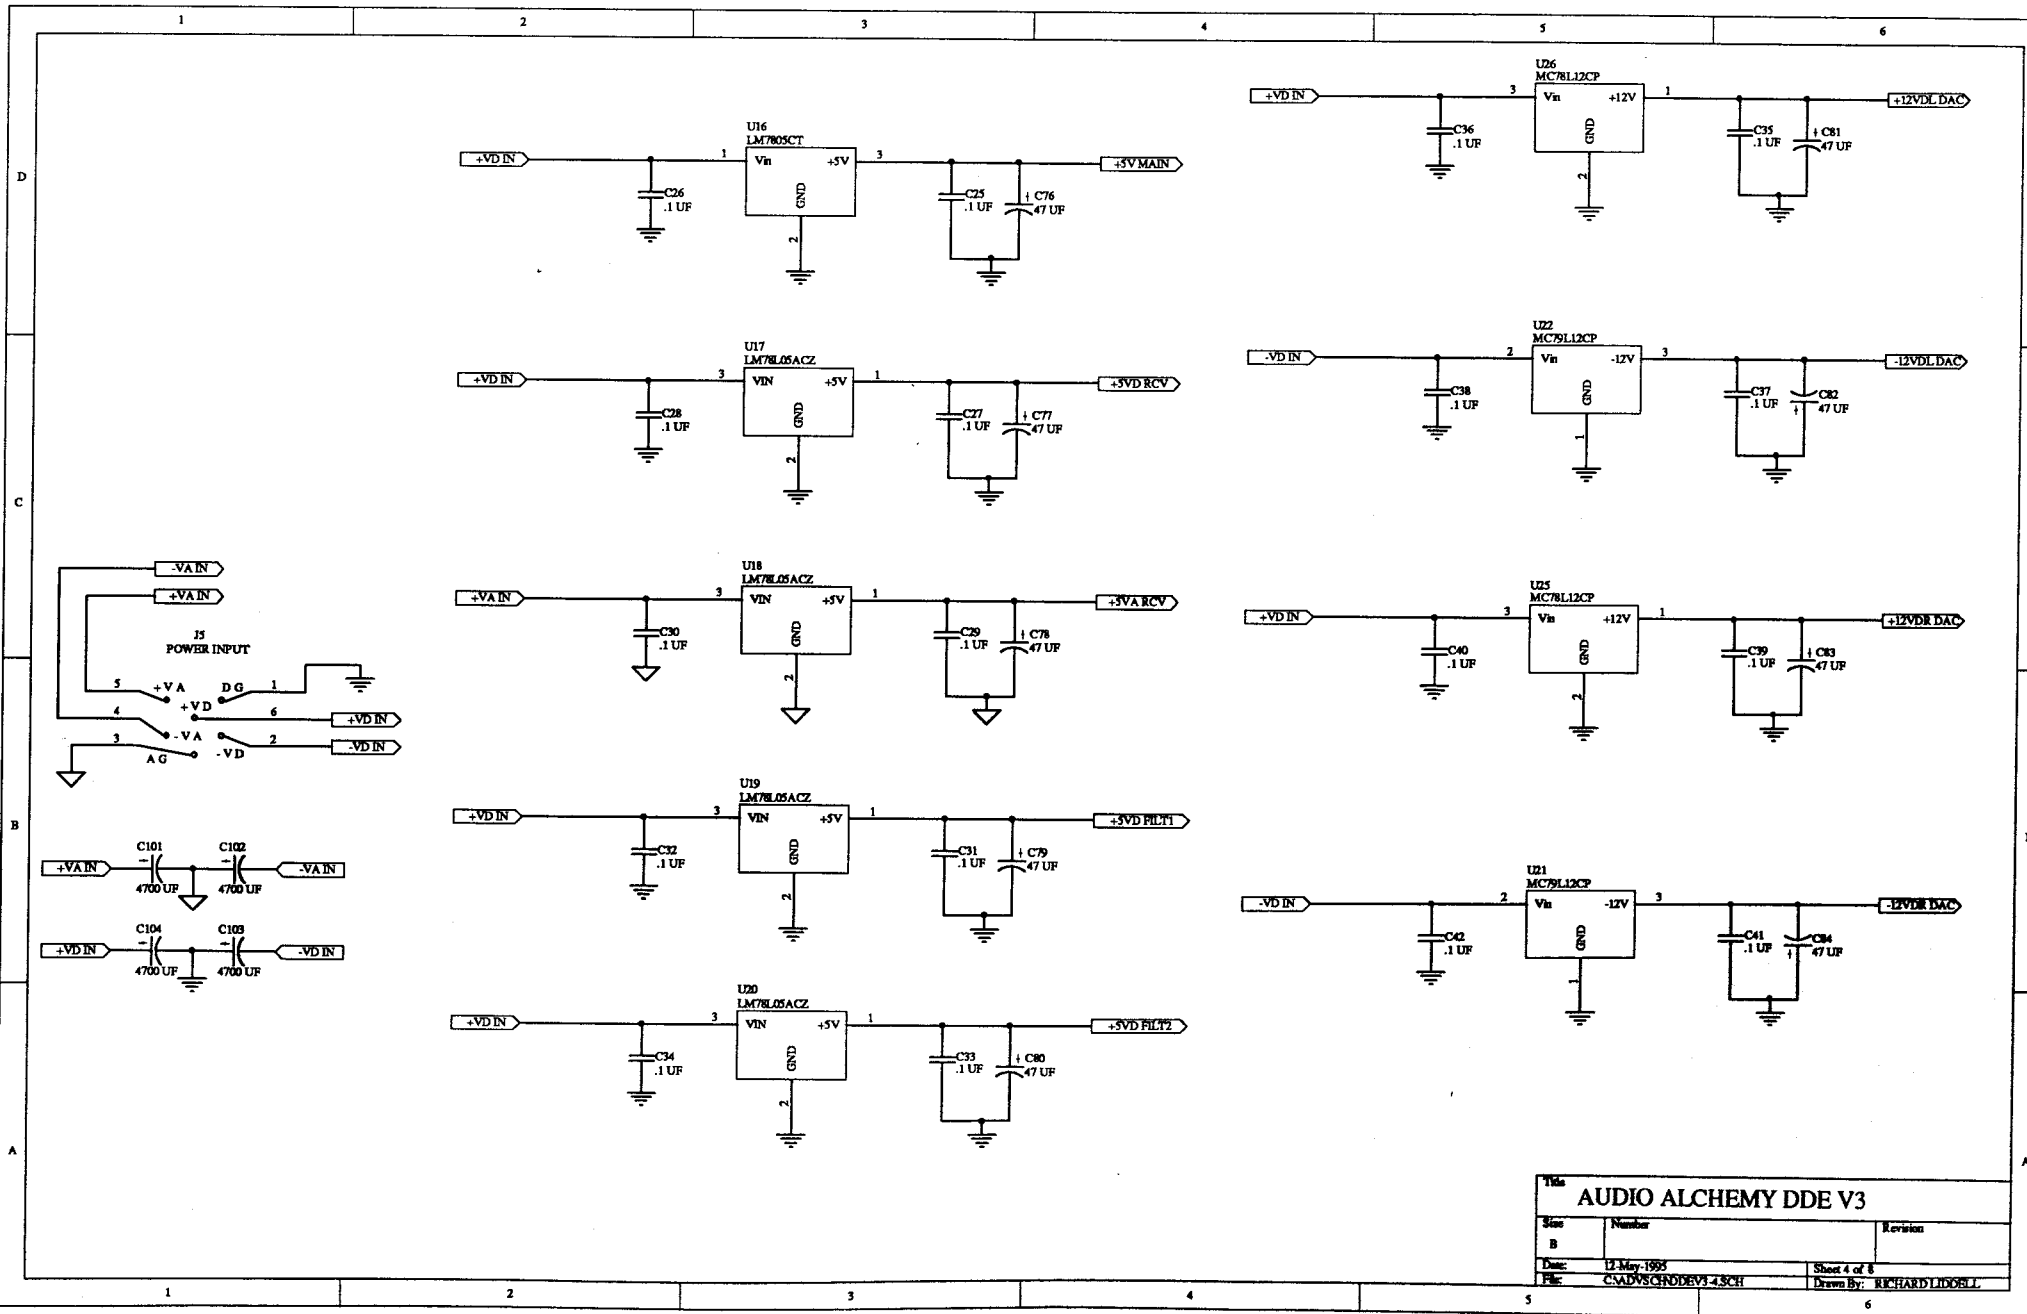 1 2 3 4 5 6
D
C
B
A
U16
LM7805CT
+VD IN 1 Vin +5V 3 +5V MAIN
GND
2
C26
.1 UF
C25
.1 UF
+ C76
47 UF
U17
LM78L05ACZ
+VD IN 3 VIN +5V 1 +5VD RCV
GND
2
C28
.1 UF
C27
.1 UF
+ C77
47 UF
U18
LM78L05ACZ
+VA IN 3 VIN +5V 1 +5VA RCV
GND
2
C30
.1 UF
C29
.1 UF
+ C78
47 UF
U19
LM78L05ACZ
+VD IN 3 VIN +5V 1 +5VD FILT1
GND
2
C32
.1 UF
C31
.1 UF
+ C79
47 UF
U20
LM78L05ACZ
+VD IN 3 VIN +5V 1 +5VD FILT2
GND
2
C34
.1 UF
C33
.1 UF
+ C80
47 UF
U26
MC78L12CP
+VD IN 3 Vin +12V 1 +12VDL DAC
GND
2
C36
.1 UF
C35
.1 UF
+ C81
47 UF
U22
MC79L12CP
-VD IN 2 Vin -12V 3 -12VDL DAC
GND
1
C38
.1 UF
C37
.1 UF
C82
+ 47 UF
U25
MC78L12CP
+VD IN 3 Vin +12V 1 +12VDR DAC
GND
2
C40
.1 UF
C39
.1 UF
+ C83
47 UF
U21
MC79L12CP
-VD IN 2 Vin -12V 3 -12VDR DAC
GND
1
C42
.1 UF
C41
.1 UF
C84
+ 47 UF
-VA IN
+VA IN
J5
POWER INPUT
5 +VA DG 1
+VD 6 +VD IN
4 -VA
3 AG -VD 2 -VD IN
C101 C102
+VA IN -VA IN
4700 UF 4700 UF
C104 C103
+VD IN -VD IN
4700 UF 4700 UF
Title
AUDIO ALCHEMY DDE V3
Size Number Revision
B
Date: 12-May-1995 Sheet 4 of 8
File: C:\ADVSCH\DDEV3-4.SCH Drawn By: RICHARD LIDDELL
1 2 3 4 5 6
A